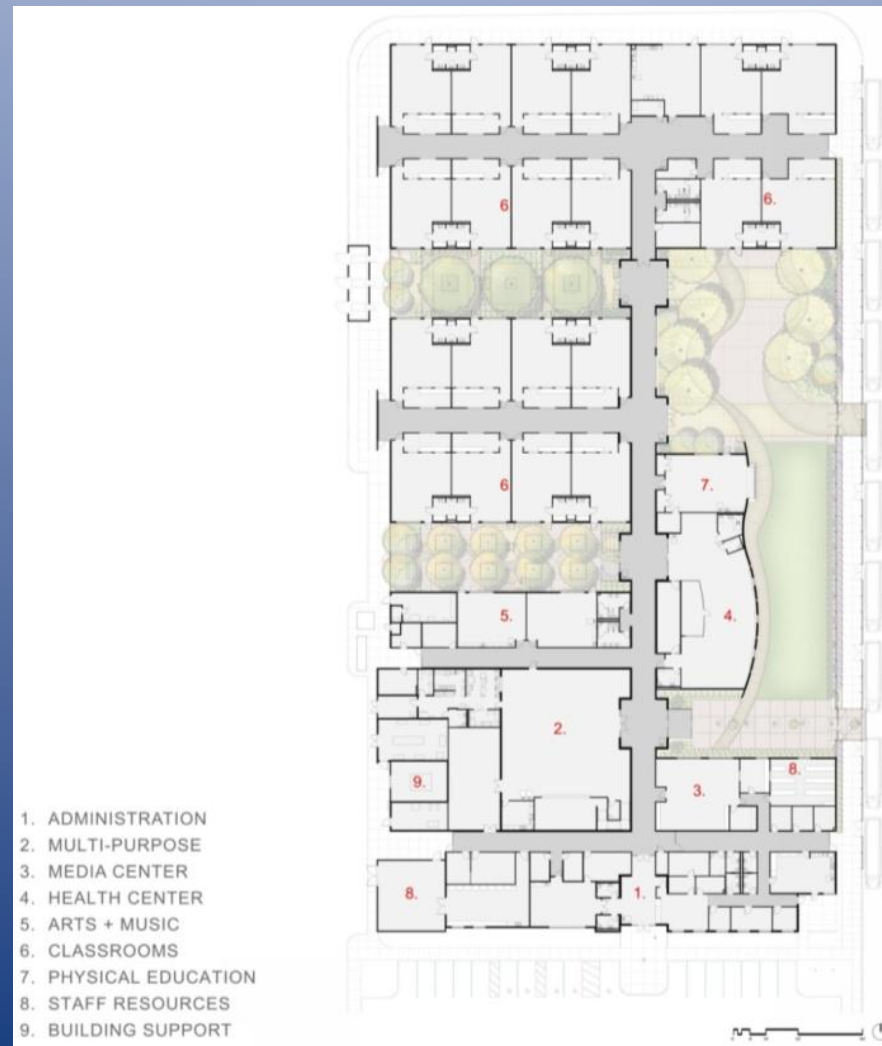 6
6.
6
7.
5.
4.
2.
9.
3.
8.
8.
1.
1. ADMINISTRATION
2. MULTI-PURPOSE
3. MEDIA CENTER
4. HEALTH CENTER
5. ARTS + MUSIC
6. CLASSROOMS
7. PHYSICAL EDUCATION
8. STAFF RESOURCES
9. BUILDING SUPPORT